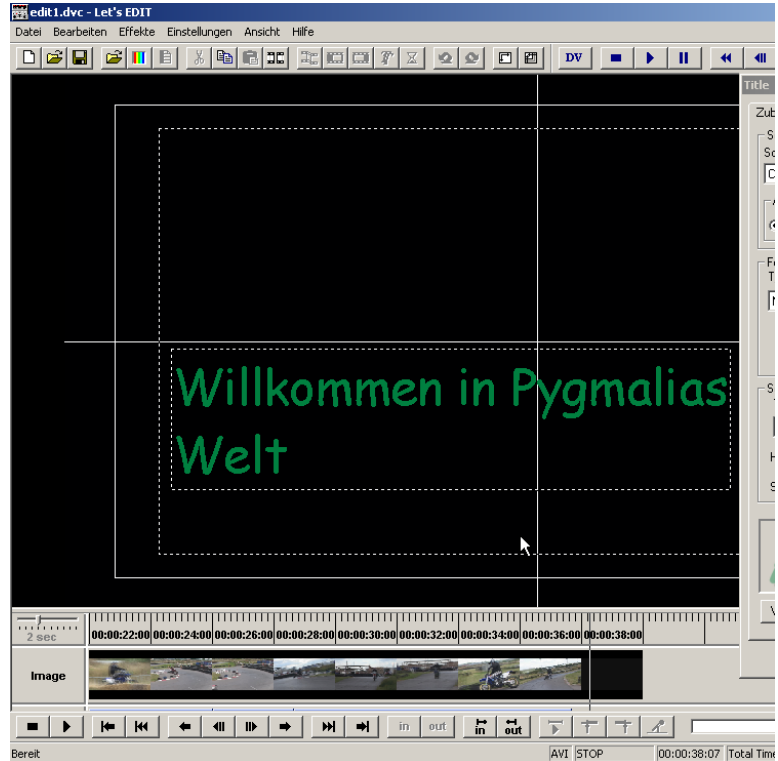 edit1.dvc - Let's EDIT
Datei Bearbeiten Effekte Einstellungen Ansicht Hilfe
DV
Title
Willkommen in Pygmalias
Welt
2 sec
00:00:22:00 00:00:24:00 00:00:26:00 00:00:28:00 00:00:30:00 00:00:32:00 00:00:34:00 00:00:36:00 00:00:38:00
Image
in out in out
Bereit
AVI STOP 00:00:38:07 Total Time